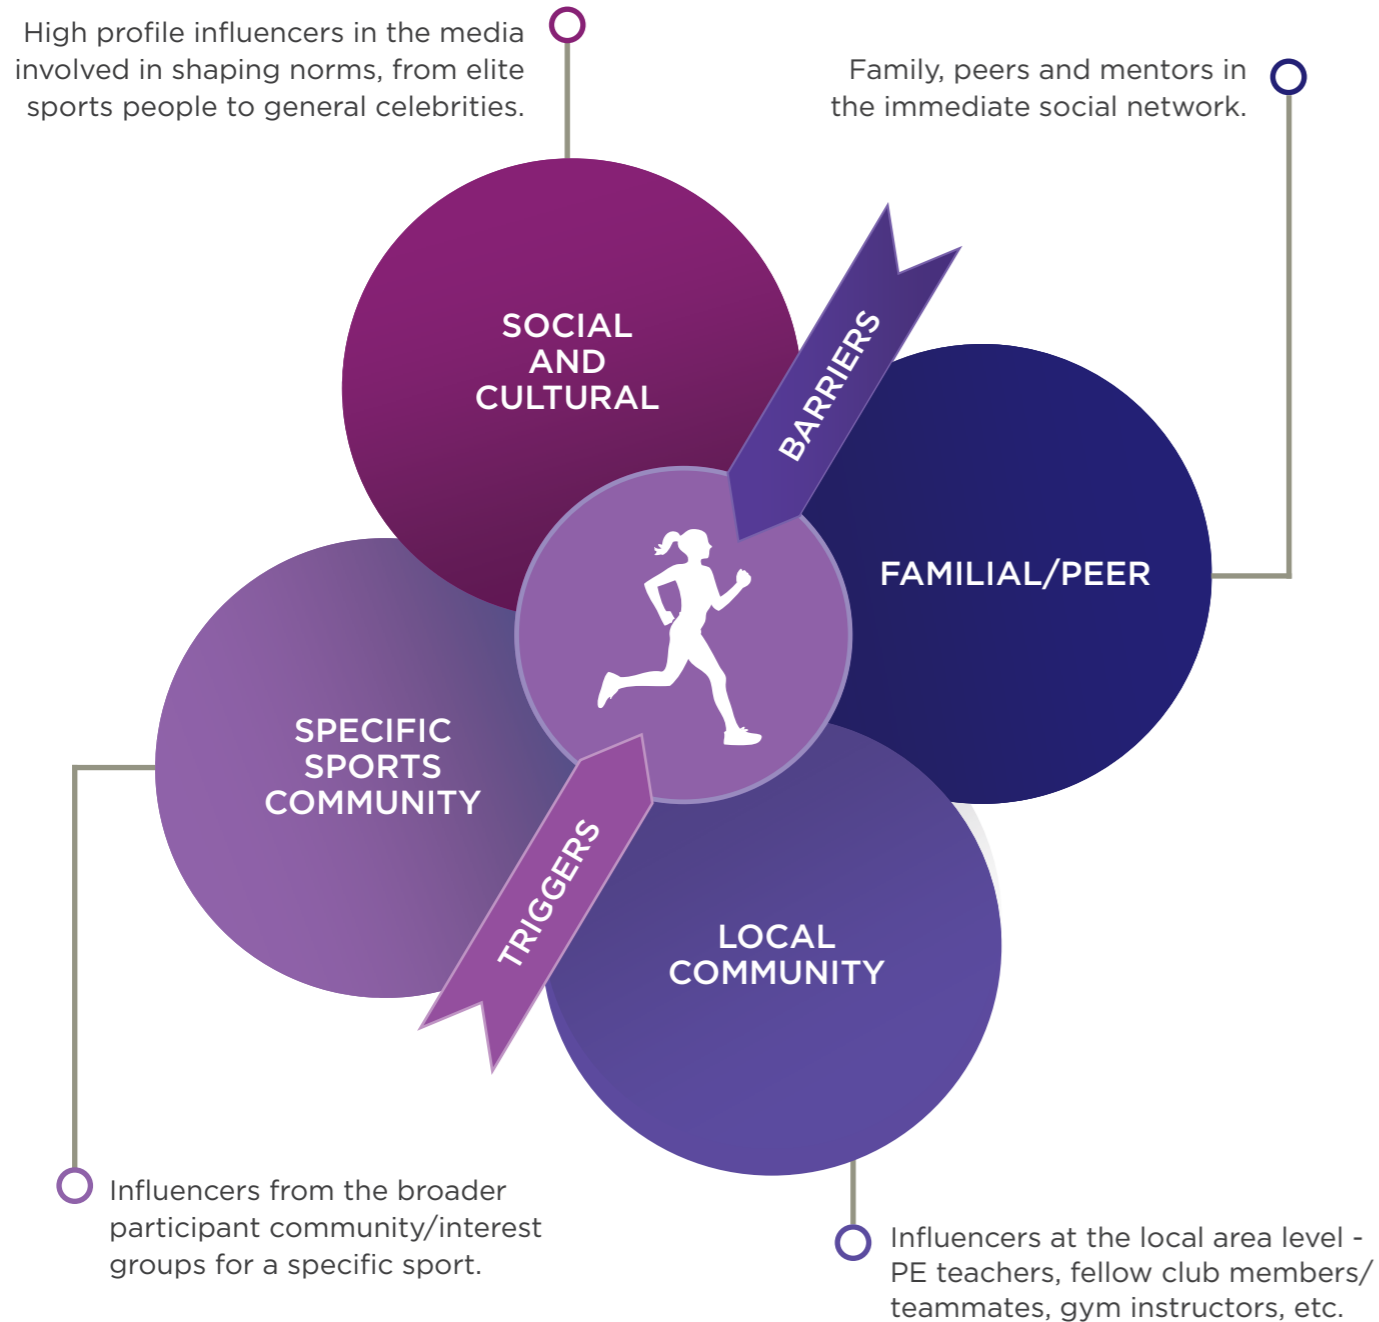 High profile influencers in the media
involved in shaping norms, from elite
sports people to general celebrities.
Family, peers and mentors in
the immediate social network.
SOCIAL
AND
CULTURAL
BARRIERS
FAMILIAL/PEER
SPECIFIC
SPORTS
COMMUNITY
TRIGGERS
LOCAL
COMMUNITY
Influencers from the broader
participant community/interest
groups for a specific sport.
Influencers at the local area level -
PE teachers, fellow club members/
teammates, gym instructors, etc.